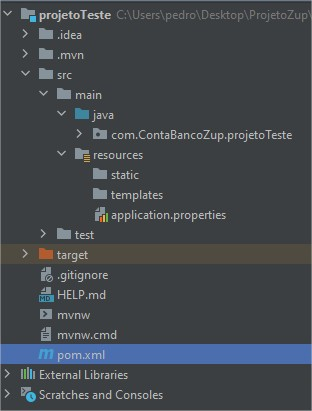 projetoTeste C:\Users\pedro\Desktop\ProjetoZup\
.idea
.mvn
src
main
java
com.ContaBancoZup.projetoTeste
resources
static
templates
application.properties
test
target
.gitignore
HELP.md
mvnw
mvnw.cmd
pom.xml
External Libraries
Scratches and Consoles